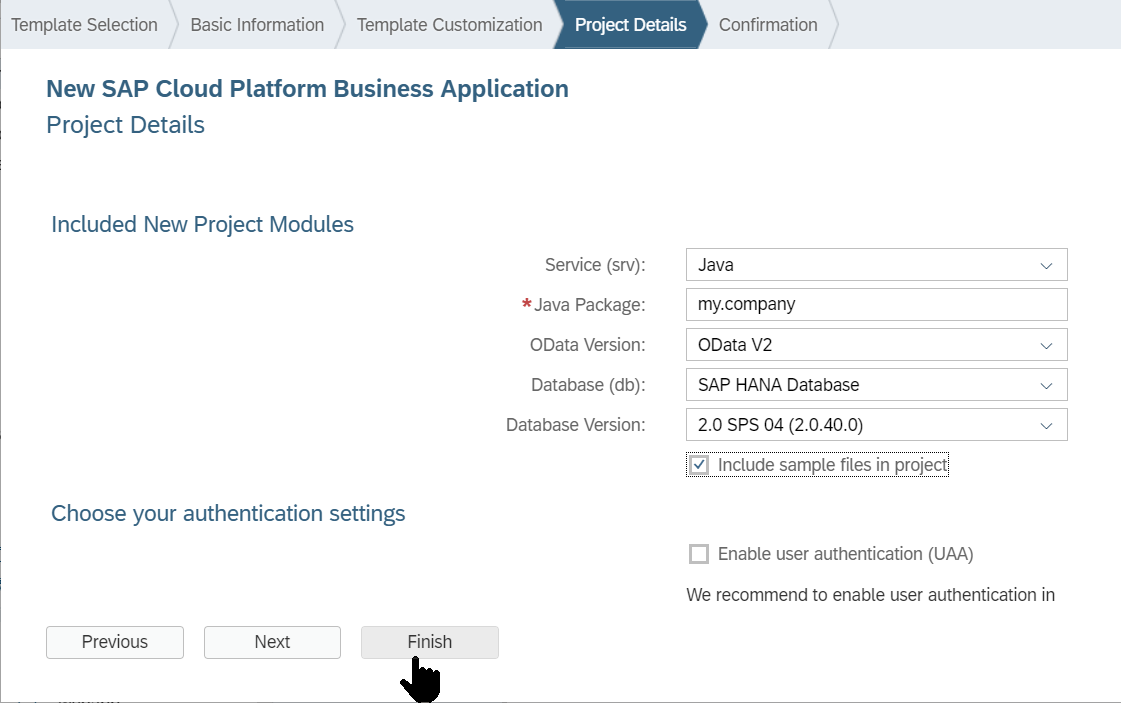 Template Selection
Basic Information
Template Customization
Project Details
Confirmation
New SAP Cloud Platform Business Application
Project Details
Included New Project Modules
Service (srv): Java
*Java Package: my.company
OData Version: OData V2
Database (db): SAP HANA Database
Database Version: 2.0 SPS 04 (2.0.40.0)
Include sample files in project
Choose your authentication settings
Enable user authentication (UAA)
We recommend to enable user authentication in
Previous
Next
Finish